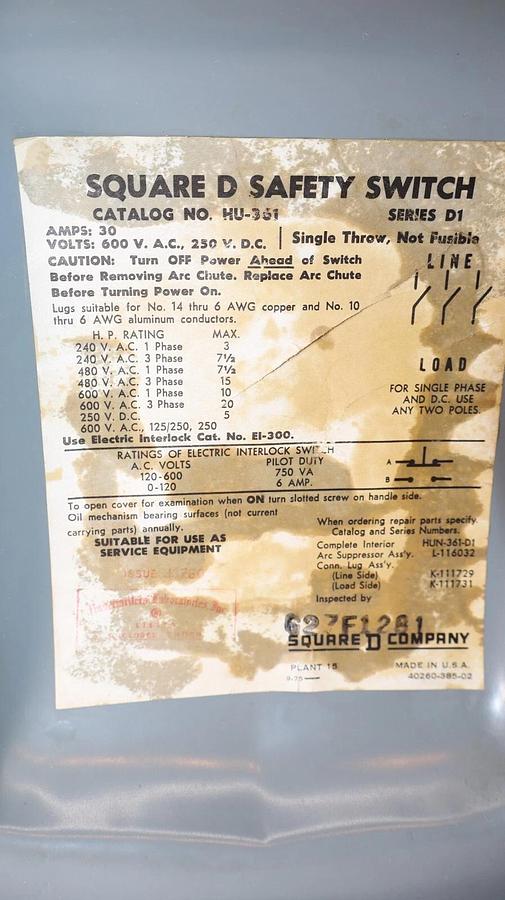 SQUARE D SAFETY SWITCH
CATALOG NO. HU-361 SERIES D1
AMPS: 30
VOLTS: 600 V. A.C., 250 V. D.C. Single Throw, Not Fusible
CAUTION: Turn OFF Power Ahead of Switch
Before Removing Arc Chute. Replace Arc Chute
Before Turning Power On.
Lugs suitable for No. 14 thru 6 AWG copper and No. 10
thru 6 AWG aluminum conductors.
LINE
LOAD
FOR SINGLE PHASE
AND D.C. USE
ANY TWO POLES.
H. P. RATING MAX.
240 V. A.C. 1 Phase 3
240 V. A.C. 3 Phase 7½
480 V. A.C. 1 Phase 7½
480 V. A.C. 3 Phase 15
600 V. A.C. 1 Phase 10
600 V. A.C. 3 Phase 20
250 V. D.C. 5
600 V. A.C., 125/250, 250
Use Electric Interlock Cat. No. EI-300.
RATINGS OF ELECTRIC INTERLOCK SWITCH
A.C. VOLTS PILOT DUTY
120-600 750 VA
0-120 6 AMP.
A
B
To open cover for examination when ON turn slotted screw on handle side.
Oil mechanism bearing surfaces (not current
carrying parts) annually.
SUITABLE FOR USE AS
SERVICE EQUIPMENT
When ordering repair parts specify
Catalog and Series Numbers.
Complete Interior HUN-361-D1
Arc Suppressor Ass'y. L-116032
Conn. Lug Ass'y.
(Line Side) K-111729
(Load Side) K-111731
Inspected by
ISSUE
Underwriters Laboratories Inc.
LISTED
SQUARE D COMPANY
PLANT 15 MADE IN U.S.A.
9-75 40260-385-02